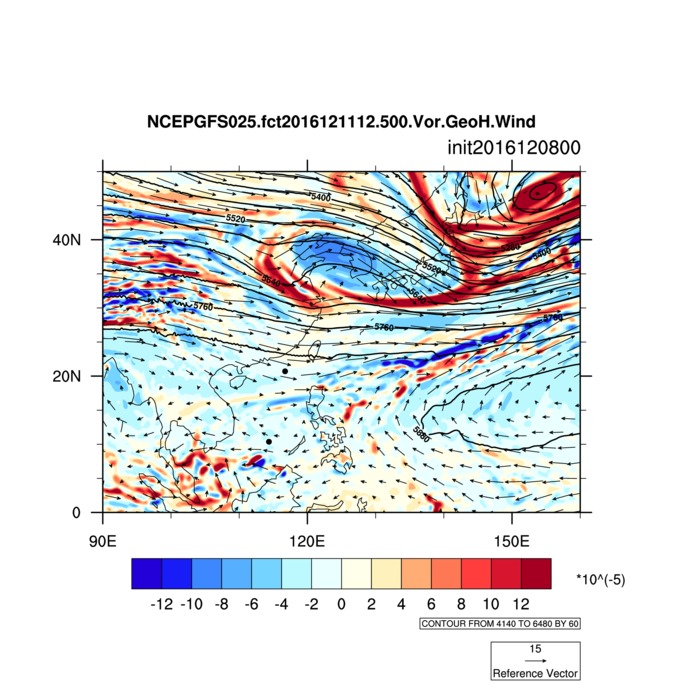 NCEPGFS025.fct2016121112.500.Vor.GeoH.Wind
init2016120800
5400
5520
40N
5280
5400
5520
5640
5640
5760
5760
5760
20N
5880
0
90E 120E 150E
*10^(-5)
-12 -10 -8 -6 -4 -2 0 2 4 6 8 10 12
CONTOUR FROM 4140 TO 6480 BY 60
15
Reference Vector